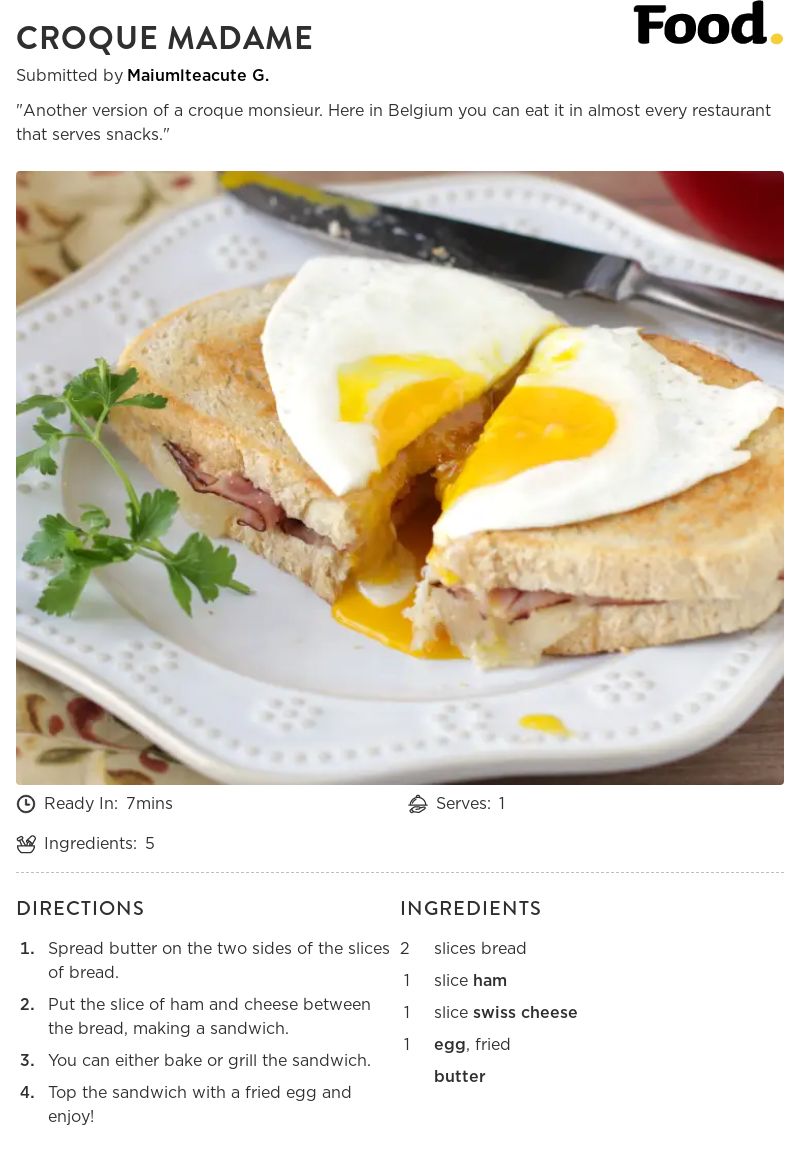 CROQUE MADAME
Food.
Submitted by Maiumlteacute G.
"Another version of a croque monsieur. Here in Belgium you can eat it in almost every restaurant
that serves snacks."
Ready In: 7mins
Serves: 1
Ingredients: 5
DIRECTIONS
1. Spread butter on the two sides of the slices
of bread.
2. Put the slice of ham and cheese between
the bread, making a sandwich.
3. You can either bake or grill the sandwich.
4. Top the sandwich with a fried egg and
enjoy!
INGREDIENTS
2 slices bread
1 slice ham
1 slice swiss cheese
1 egg, fried
butter